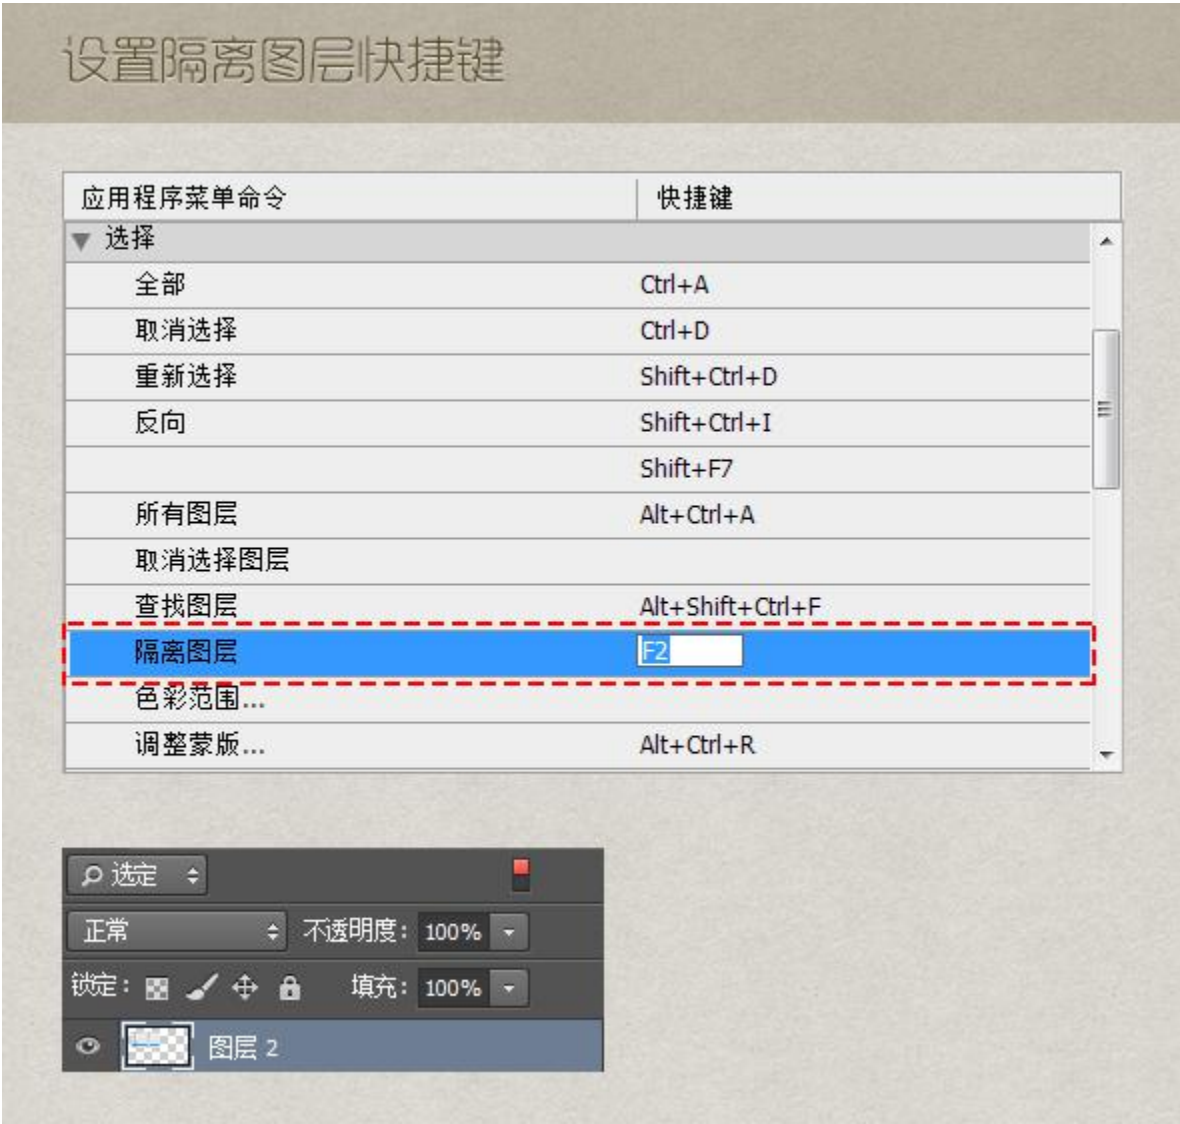 设置隔离图层快捷键
应用程序菜单命令 快捷键
选择
全部 Ctrl+A
取消选择 Ctrl+D
重新选择 Shift+Ctrl+D
反向 Shift+Ctrl+I
Shift+F7
所有图层 Alt+Ctrl+A
取消选择图层
查找图层 Alt+Shift+Ctrl+F
隔离图层 F2
色彩范围...
调整蒙版... Alt+Ctrl+R
选定
正常 不透明度: 100%
锁定: 填充: 100%
图层 2